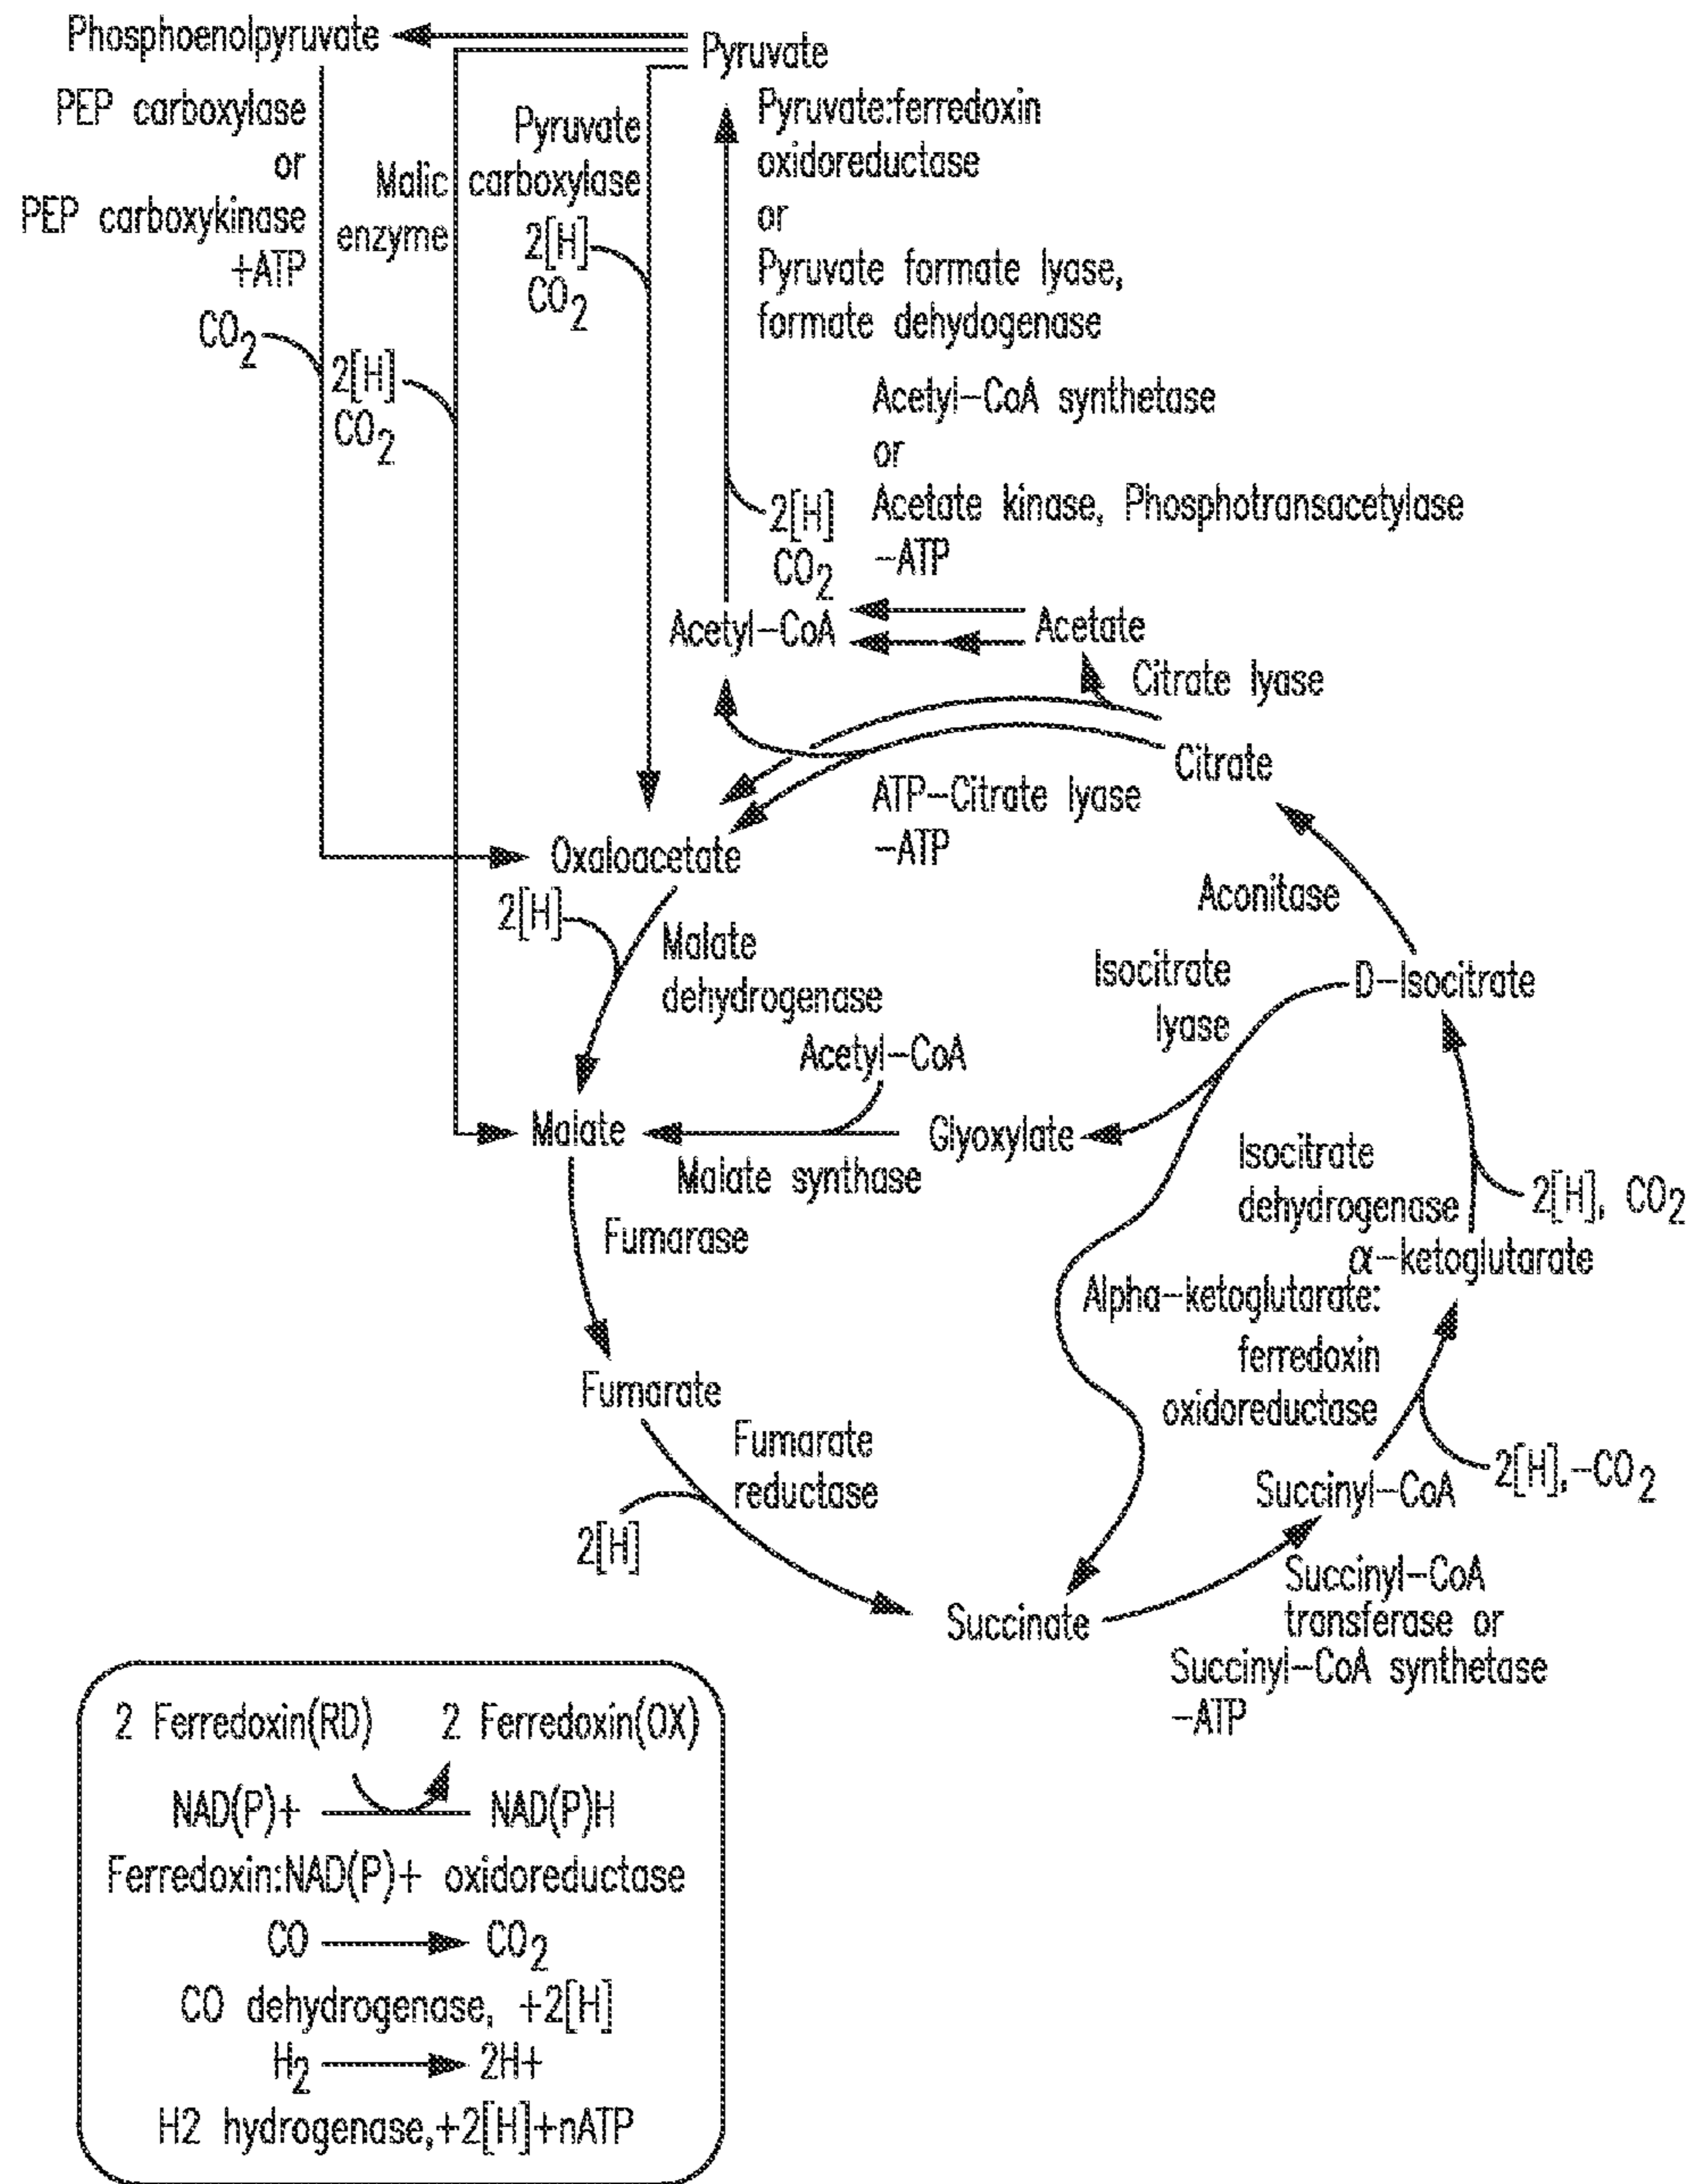 Phosphoenolpyruvate
Pyruvate
PEP carboxylase
or
PEP carboxykinase
+ATP
CO2
Malic
enzyme
2[H]
CO2
Pyruvate
carboxylase
2[H]
CO2
Pyruvate:ferredoxin
oxidoreductase
or
Pyruvate formate lyase,
formate dehydogenase
Acetyl-CoA synthetase
or
Acetate kinase, Phosphotransacetylase
-ATP
2[H]
CO2
Acetyl-CoA
Acetate
Citrate lyase
Citrate
ATP-Citrate lyase
-ATP
Oxaloacetate
Aconitase
2[H]
Malate
dehydrogenase
Isocitrate
lyase
D-Isocitrate
Acetyl-CoA
Malate
Glyoxylate
Malate synthase
Isocitrate
dehydrogenase
2[H], CO2
Fumarase
α-ketoglutarate
Alpha-ketoglutarate:
ferredoxin
oxidoreductase
Fumarate
Fumarate
reductase
2[H]
2[H],-CO2
Succinyl-CoA
Succinate
Succinyl-CoA
transferase or
Succinyl-CoA synthetase
-ATP
2 Ferredoxin(RD) 2 Ferredoxin(OX)
NAD(P)+ NAD(P)H
Ferredoxin:NAD(P)+ oxidoreductase
CO CO2
CO dehydrogenase, +2[H]
H2 2H+
H2 hydrogenase,+2[H]+nATP